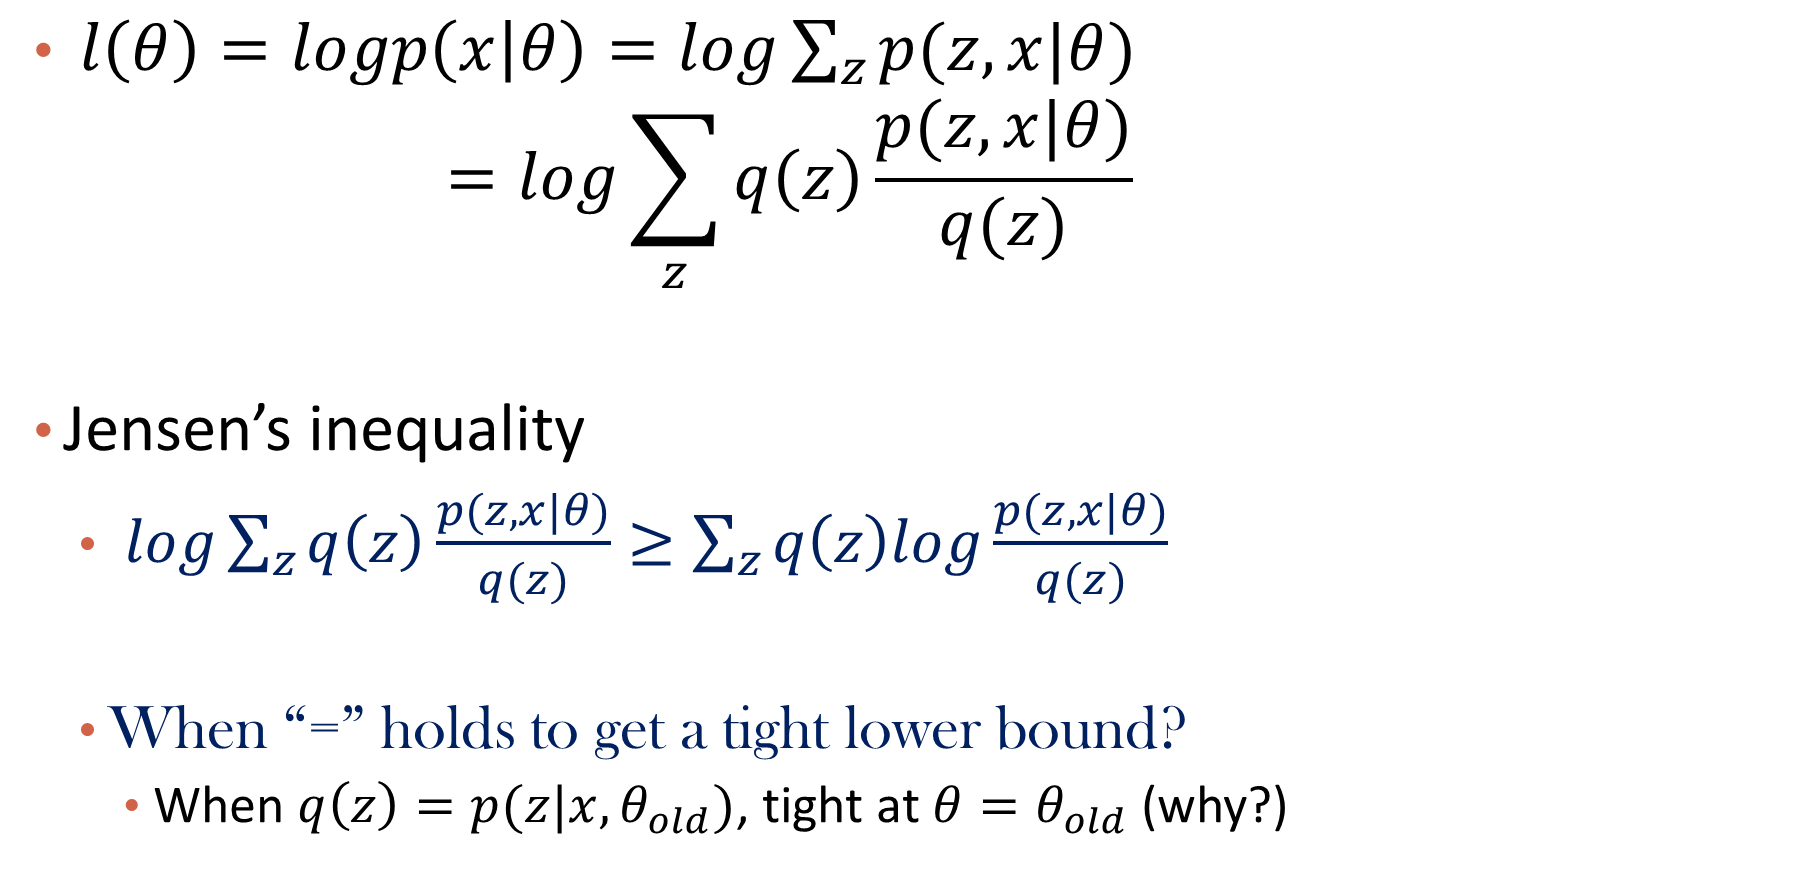 • l(θ) = logp(x|θ) = log ∑_z p(z, x|θ)
= log ∑_z q(z) p(z, x|θ) / q(z)
• Jensen’s inequality
• log ∑_z q(z) p(z,x|θ) / q(z) ≥ ∑_z q(z)log p(z,x|θ) / q(z)
• When “=” holds to get a tight lower bound?
• When q(z) = p(z|x, θ_old), tight at θ = θ_old (why?)